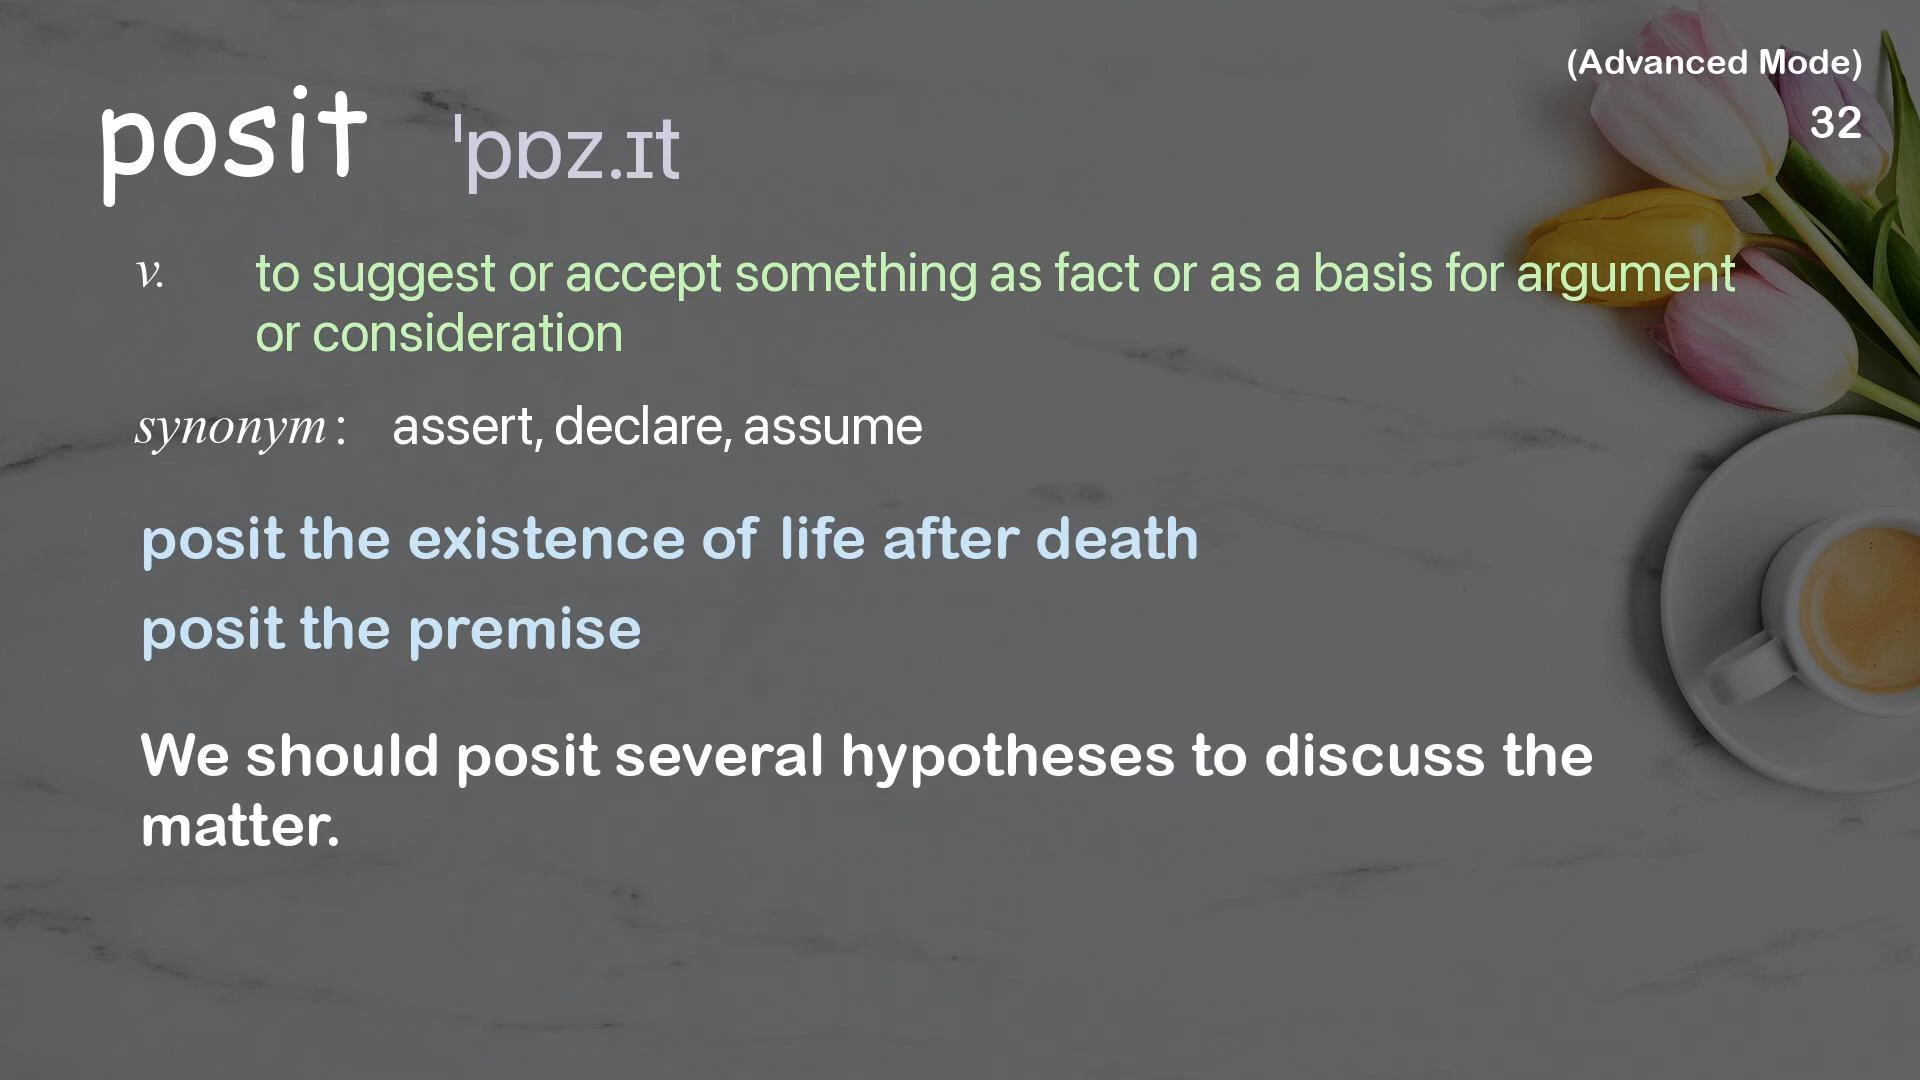 (Advanced Mode)
32
posit ˈpɒz.ɪt
v. to suggest or accept something as fact or as a basis for argument
or consideration
synonym: assert, declare, assume
posit the existence of life after death
posit the premise
We should posit several hypotheses to discuss the
matter.